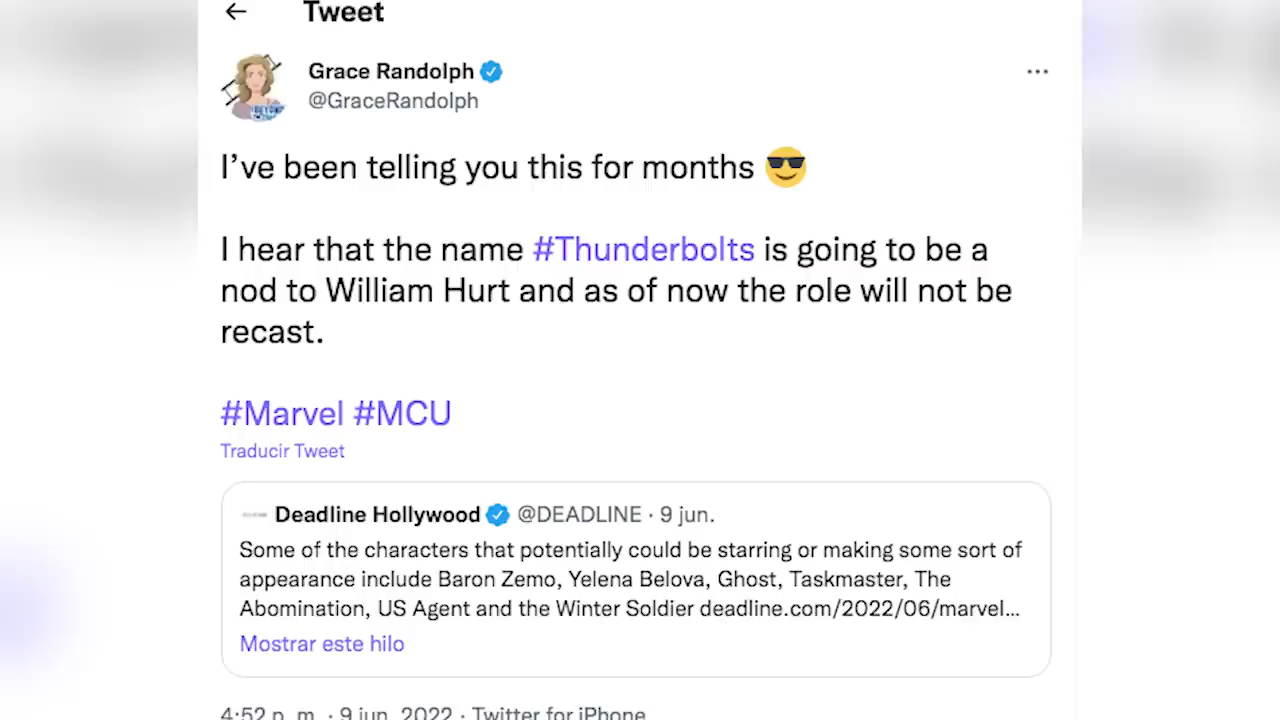 Tweet
Grace Randolph
@GraceRandolph
I've been telling you this for months 😎
I hear that the name #Thunderbolts is going to be a
nod to William Hurt and as of now the role will not be
recast.
#Marvel #MCU
Traducir Tweet
Deadline Hollywood @DEADLINE · 9 jun.
Some of the characters that potentially could be starring or making some sort of
appearance include Baron Zemo, Yelena Belova, Ghost, Taskmaster, The
Abomination, US Agent and the Winter Soldier deadline.com/2022/06/marvel...
Mostrar este hilo
4:52 p. m. · 9 jun. 2022 · Twitter for iPhone